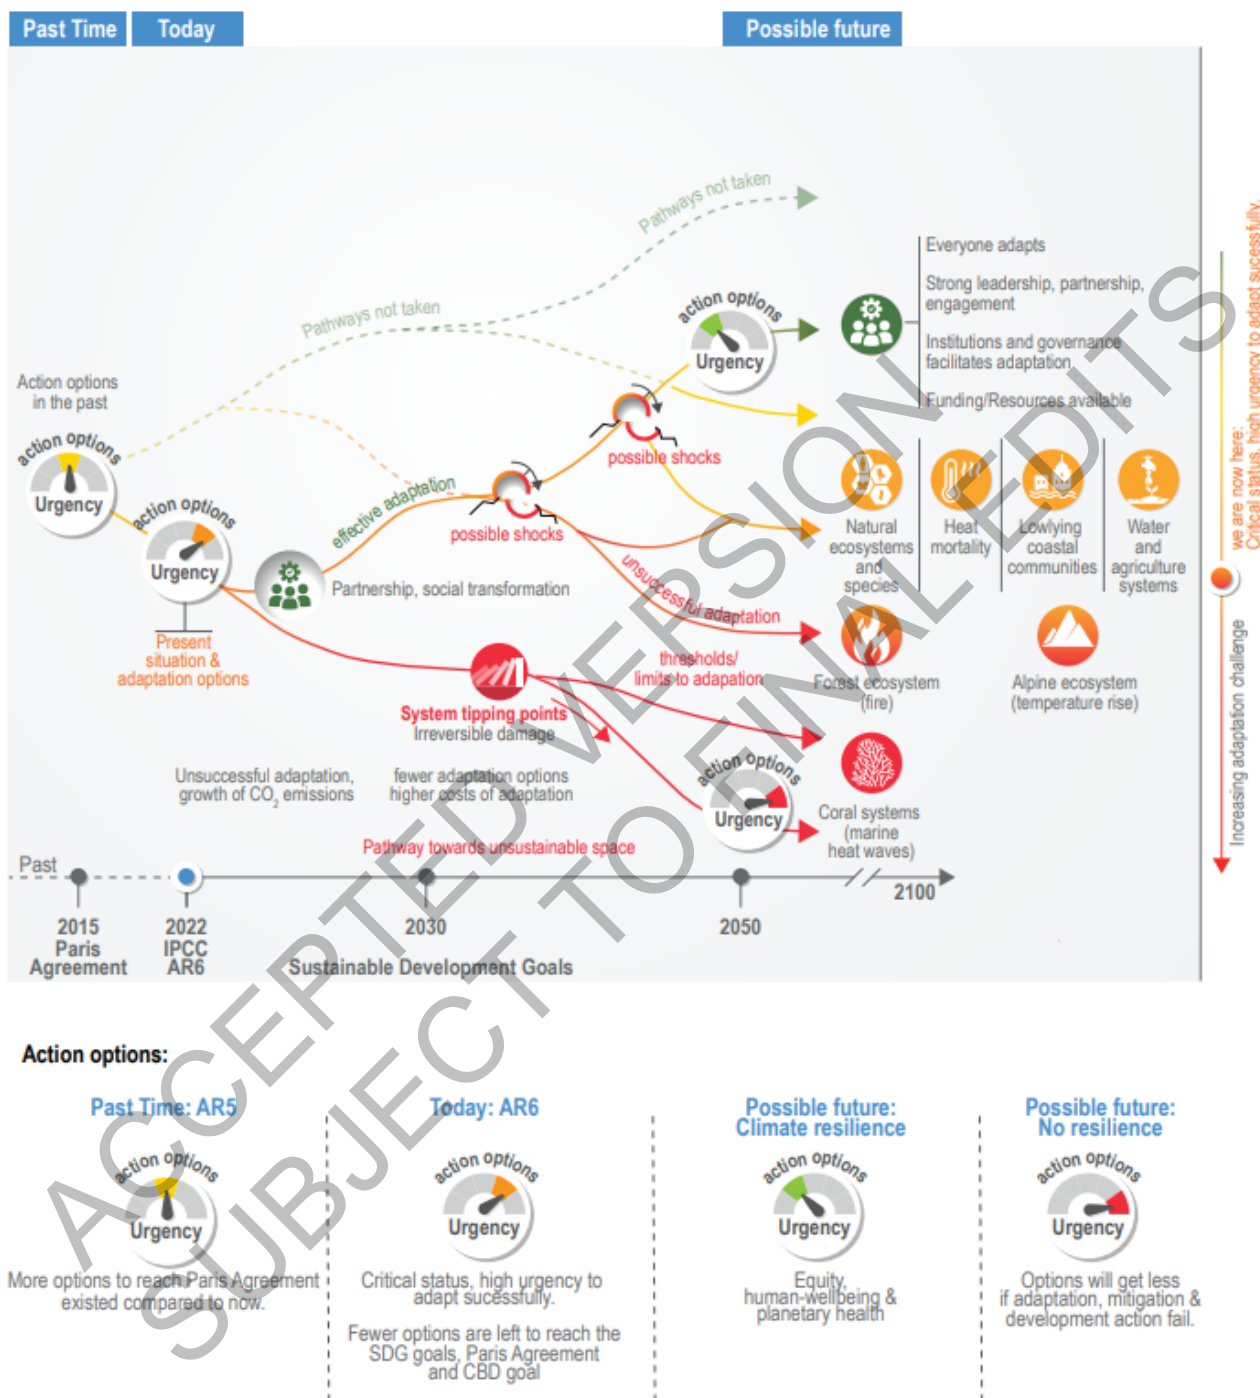 Past Time
Today
Possible future
Pathways not taken
Pathways not taken
Everyone adapts
Strong leadership, partnership,
engagement
Institutions and governance
facilitates adaptation
Funding/Resources available
action options
Urgency
Action options
in the past
action options
Urgency
action options
Urgency
Present
situation &
adaptation options
effective adaptation
Partnership, social transformation
possible shocks
possible shocks
unsuccessful adaptation
thresholds/
limits to adapation
Natural
ecosystems
and
species
Heat
mortality
Lowlying
coastal
communities
Water
and
agriculture
systems
Forest ecosystem
(fire)
Alpine ecosystem
(temperature rise)
System tipping points
Irreversible damage
Unsuccessful adaptation,
growth of CO2 emissions
fewer adaptation options
higher costs of adaptation
action options
Urgency
Coral systems
(marine
heat waves)
Pathway towards unsustainable space
we are now here:
Critical status, high urgency to adapt sucessfully.
Increasing adaptation challenge
Past
2015
Paris
Agreement
2022
IPCC
AR6
2030
2050
2100
Sustainable Development Goals
Action options:
Past Time: AR5
action options
Urgency
More options to reach Paris Agreement
existed compared to now.
Today: AR6
action options
Urgency
Critical status, high urgency to
adapt sucessfully.
Fewer options are left to reach the
SDG goals, Paris Agreement
and CBD goal
Possible future:
Climate resilience
action options
Urgency
Equity,
human-wellbeing &
planetary health
Possible future:
No resilience
action options
Urgency
Options will get less
if adaptation, mitigation &
development action fail.
ACCEPTED VERSION
SUBJECT TO FINAL EDITS